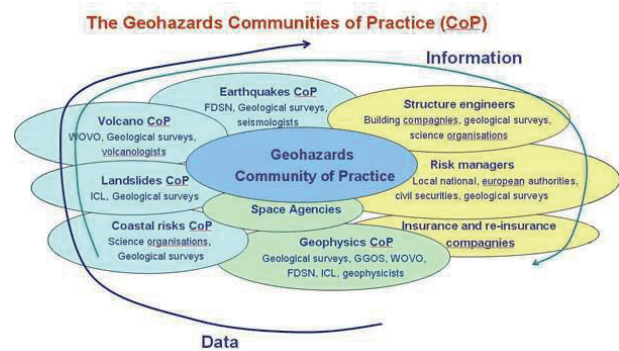 The Geohazards Communities of Practice (CoP)
Information
Earthquakes CoP
FDSN, Geological surveys,
seismologists
Structure engineers
Building compagnies, geological surveys,
science organisations
Volcano CoP
WOVO, Geological surveys,
volcanologists
Geohazards
Community of Practice
Risk managers
Local national, european authorities,
civil securities, geological surveys
Landslides CoP
ICL, Geological surveys
Space Agencies
Coastal risks CoP
Science organisations,
Geological surveys
Geophysics CoP
Geological surveys, GGOS, WOVO,
FDSN, ICL, geophysicists
Insurance and re-insurance
compagnies
Data